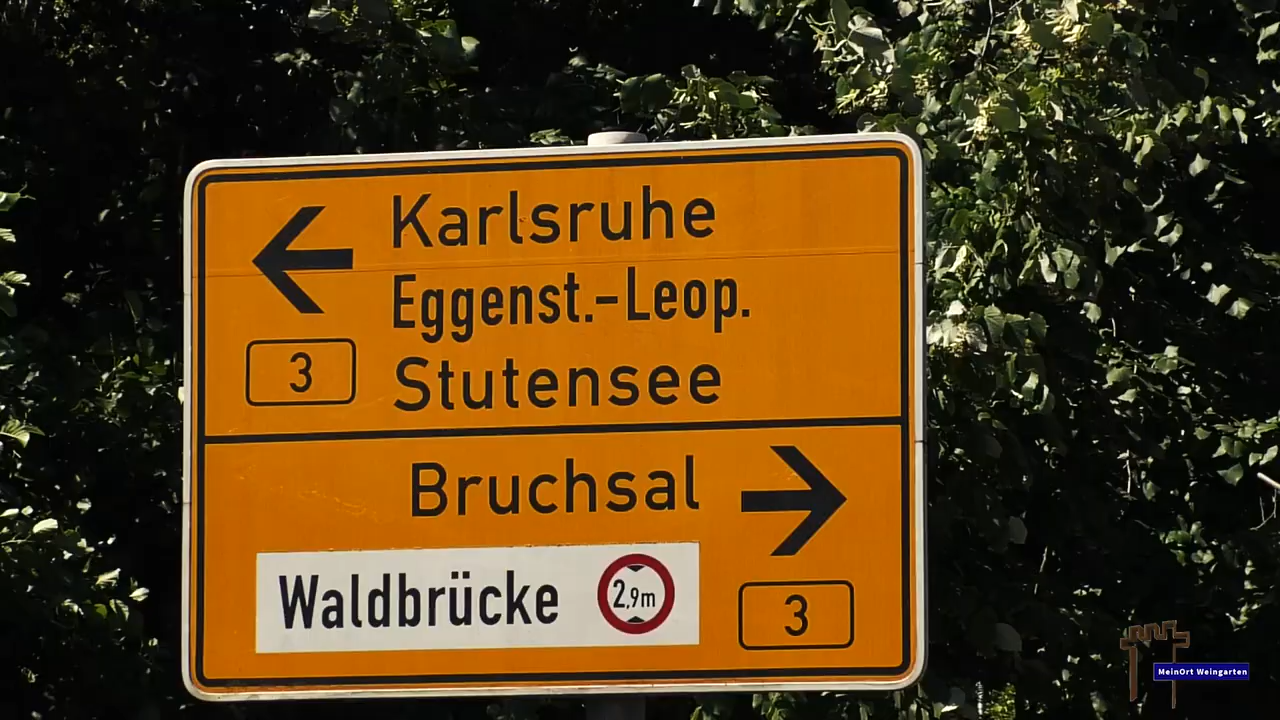 Karlsruhe
Eggenst.-Leop.
3
Stutensee
Bruchsal
Waldbrücke
2,9m
3
MeinOrt Weingarten